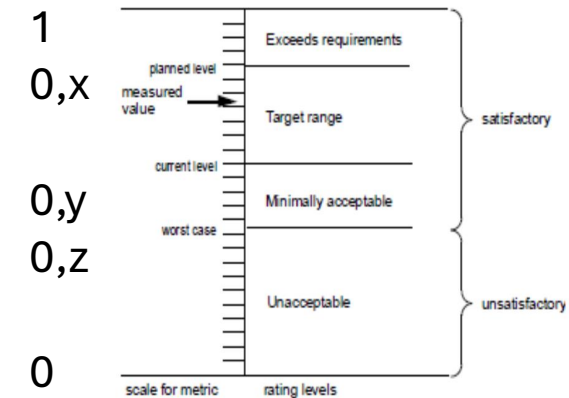 1
Exceeds requirements
planned level
0,x
measured
value
Target range
satisfactory
current level
0,y
Minimally acceptable
worst case
0,z
Unacceptable
unsatisfactory
0
scale for metric
rating levels